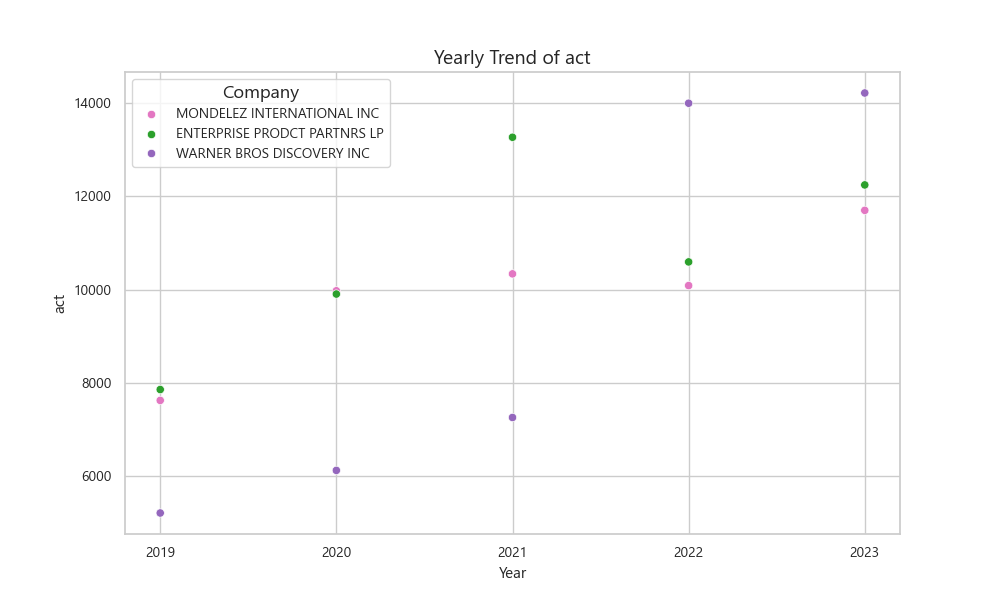 Yearly Trend of act
Company
MONDELEZ INTERNATIONAL INC
ENTERPRISE PRODCT PARTNRS LP
WARNER BROS DISCOVERY INC
14000
12000
10000
8000
6000
act
2019 2020 2021 2022 2023
Year